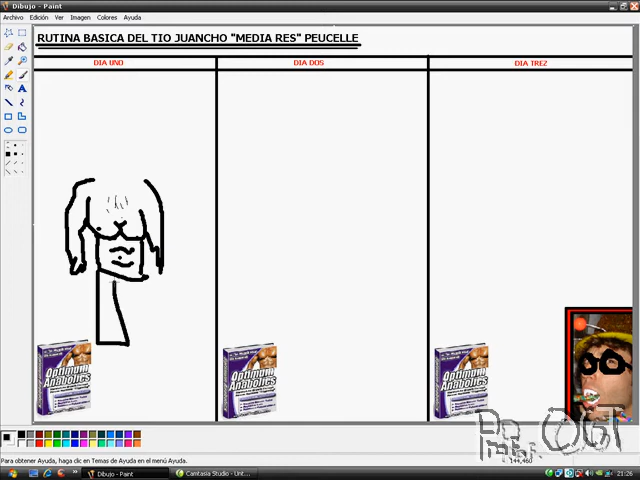 Dibujo - Paint
Archivo Edición Ver Imagen Colores Ayuda
RUTINA BASICA DEL TIO JUANCHO "MEDIA RES" PEUCELLE
DIA UNO DIA DOS DIA TREZ
Optimum Anabolics Optimum Anabolics Optimum Anabolics
OGT
Para obtener Ayuda, haga clic en Temas de Ayuda en el menú Ayuda.
144,460
Dibujo - Paint Camtasia Studio - Unt... 21:26